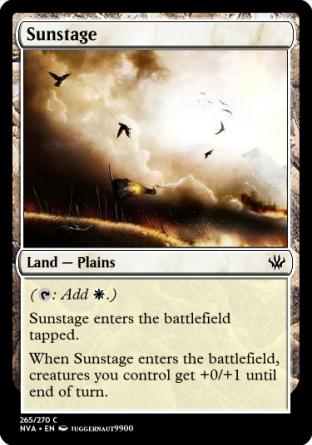 Sunstage
Land — Plains
(: Add .)
Sunstage enters the battlefield
tapped.
When Sunstage enters the battlefield,
creatures you control get +0/+1 until
end of turn.
265/270 C
NVA • EN JUGGERNAUT9900